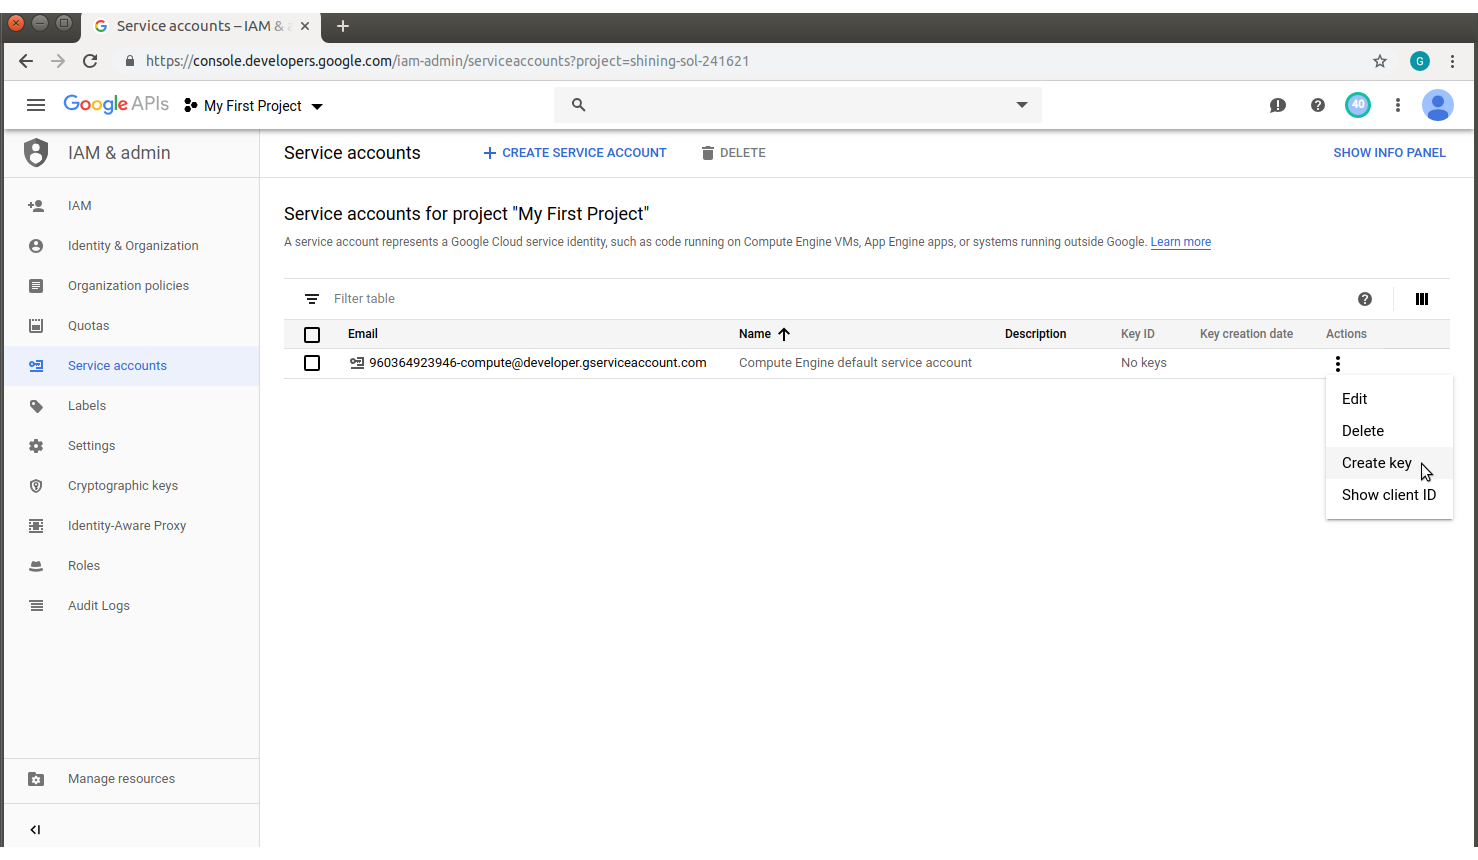 Service accounts – IAM &
https://console.developers.google.com/iam-admin/serviceaccounts?project=shining-sol-241621
G
Google APIs
My First Project
40
IAM & admin
Service accounts
CREATE SERVICE ACCOUNT
DELETE
SHOW INFO PANEL
IAM
Identity & Organization
Organization policies
Quotas
Service accounts
Labels
Settings
Cryptographic keys
Identity-Aware Proxy
Roles
Audit Logs
Manage resources
Service accounts for project "My First Project"
A service account represents a Google Cloud service identity, such as code running on Compute Engine VMs, App Engine apps, or systems running outside Google. Learn more
Filter table
Email Name Description Key ID Key creation date Actions
960364923946-compute@developer.gserviceaccount.com Compute Engine default service account No keys
Edit
Delete
Create key
Show client ID